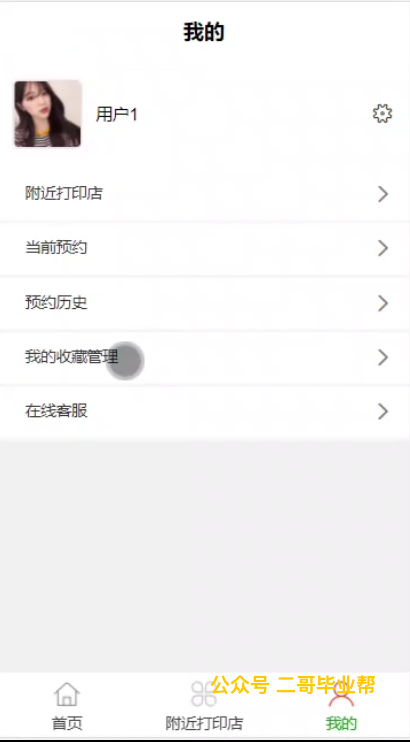 我的
用户1
附近打印店
当前预约
预约历史
我的收藏管理
在线客服
公众号 二哥毕业帮
首页
附近打印店
我的